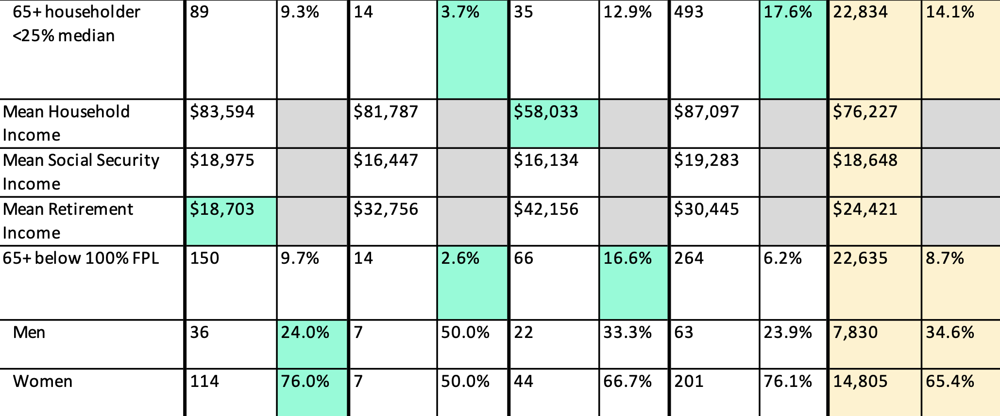 65+ householder 89 9.3% 14 3.7% 35 12.9% 493 17.6% 22,834 14.1%
<25% median
Mean Household $83,594 $81,787 $58,033 $87,097 $76,227
Income
Mean Social Security $18,975 $16,447 $16,134 $19,283 $18,648
Income
Mean Retirement $18,703 $32,756 $42,156 $30,445 $24,421
Income
65+ below 100% FPL 150 9.7% 14 2.6% 66 16.6% 264 6.2% 22,635 8.7%
Men 36 24.0% 7 50.0% 22 33.3% 63 23.9% 7,830 34.6%
Women 114 76.0% 7 50.0% 44 66.7% 201 76.1% 14,805 65.4%